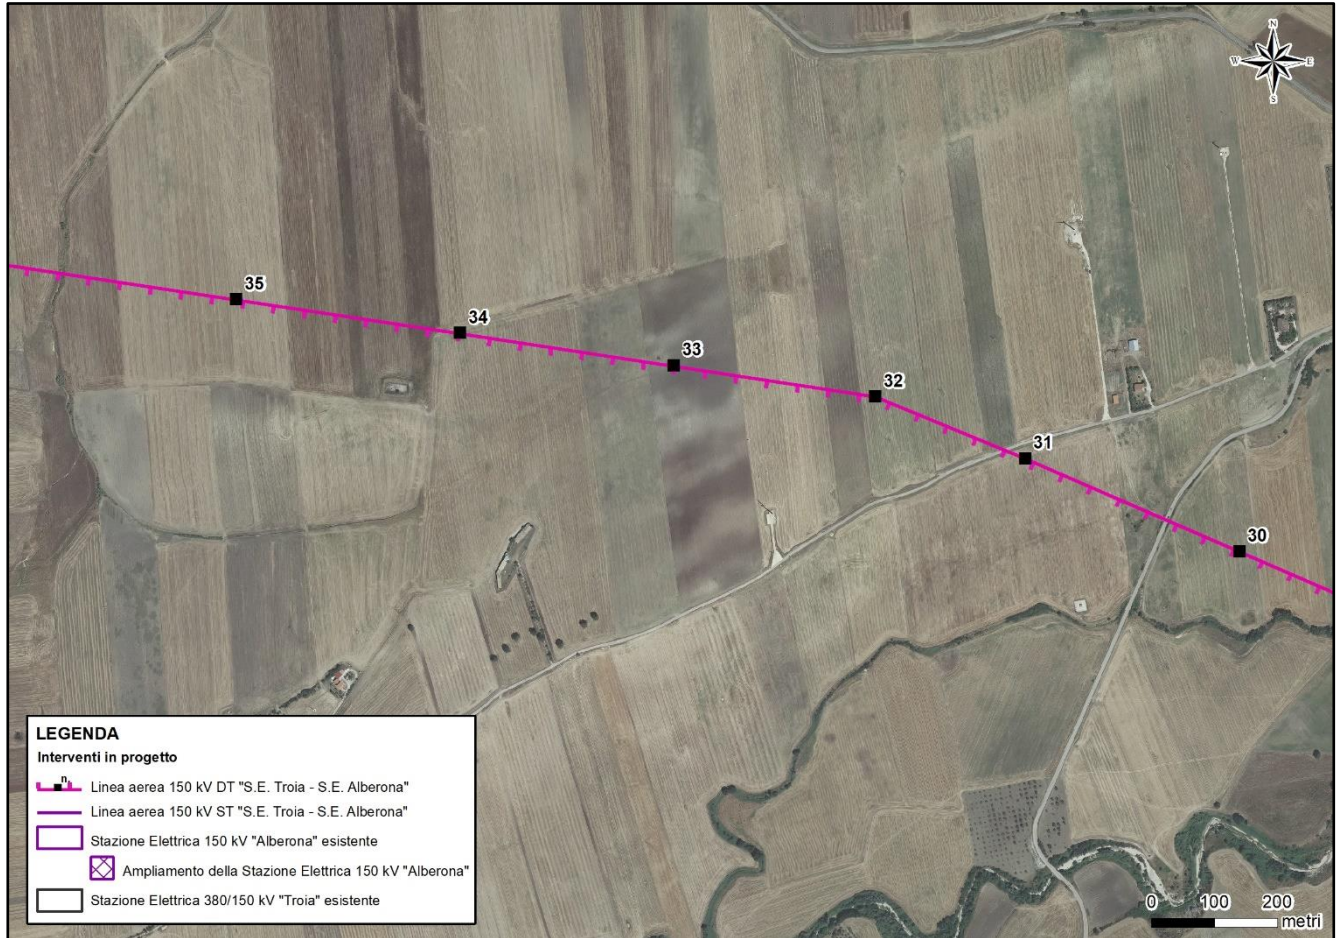 N
W
E
S
35
34
33
32
31
30
LEGENDA
Interventi in progetto
n
Linea aerea 150 kV DT "S.E. Troia - S.E. Alberona"
Linea aerea 150 kV ST "S.E. Troia - S.E. Alberona"
Stazione Elettrica 150 kV "Alberona" esistente
Ampliamento della Stazione Elettrica 150 kV "Alberona"
Stazione Elettrica 380/150 kV "Troia" esistente
0 100 200
metri